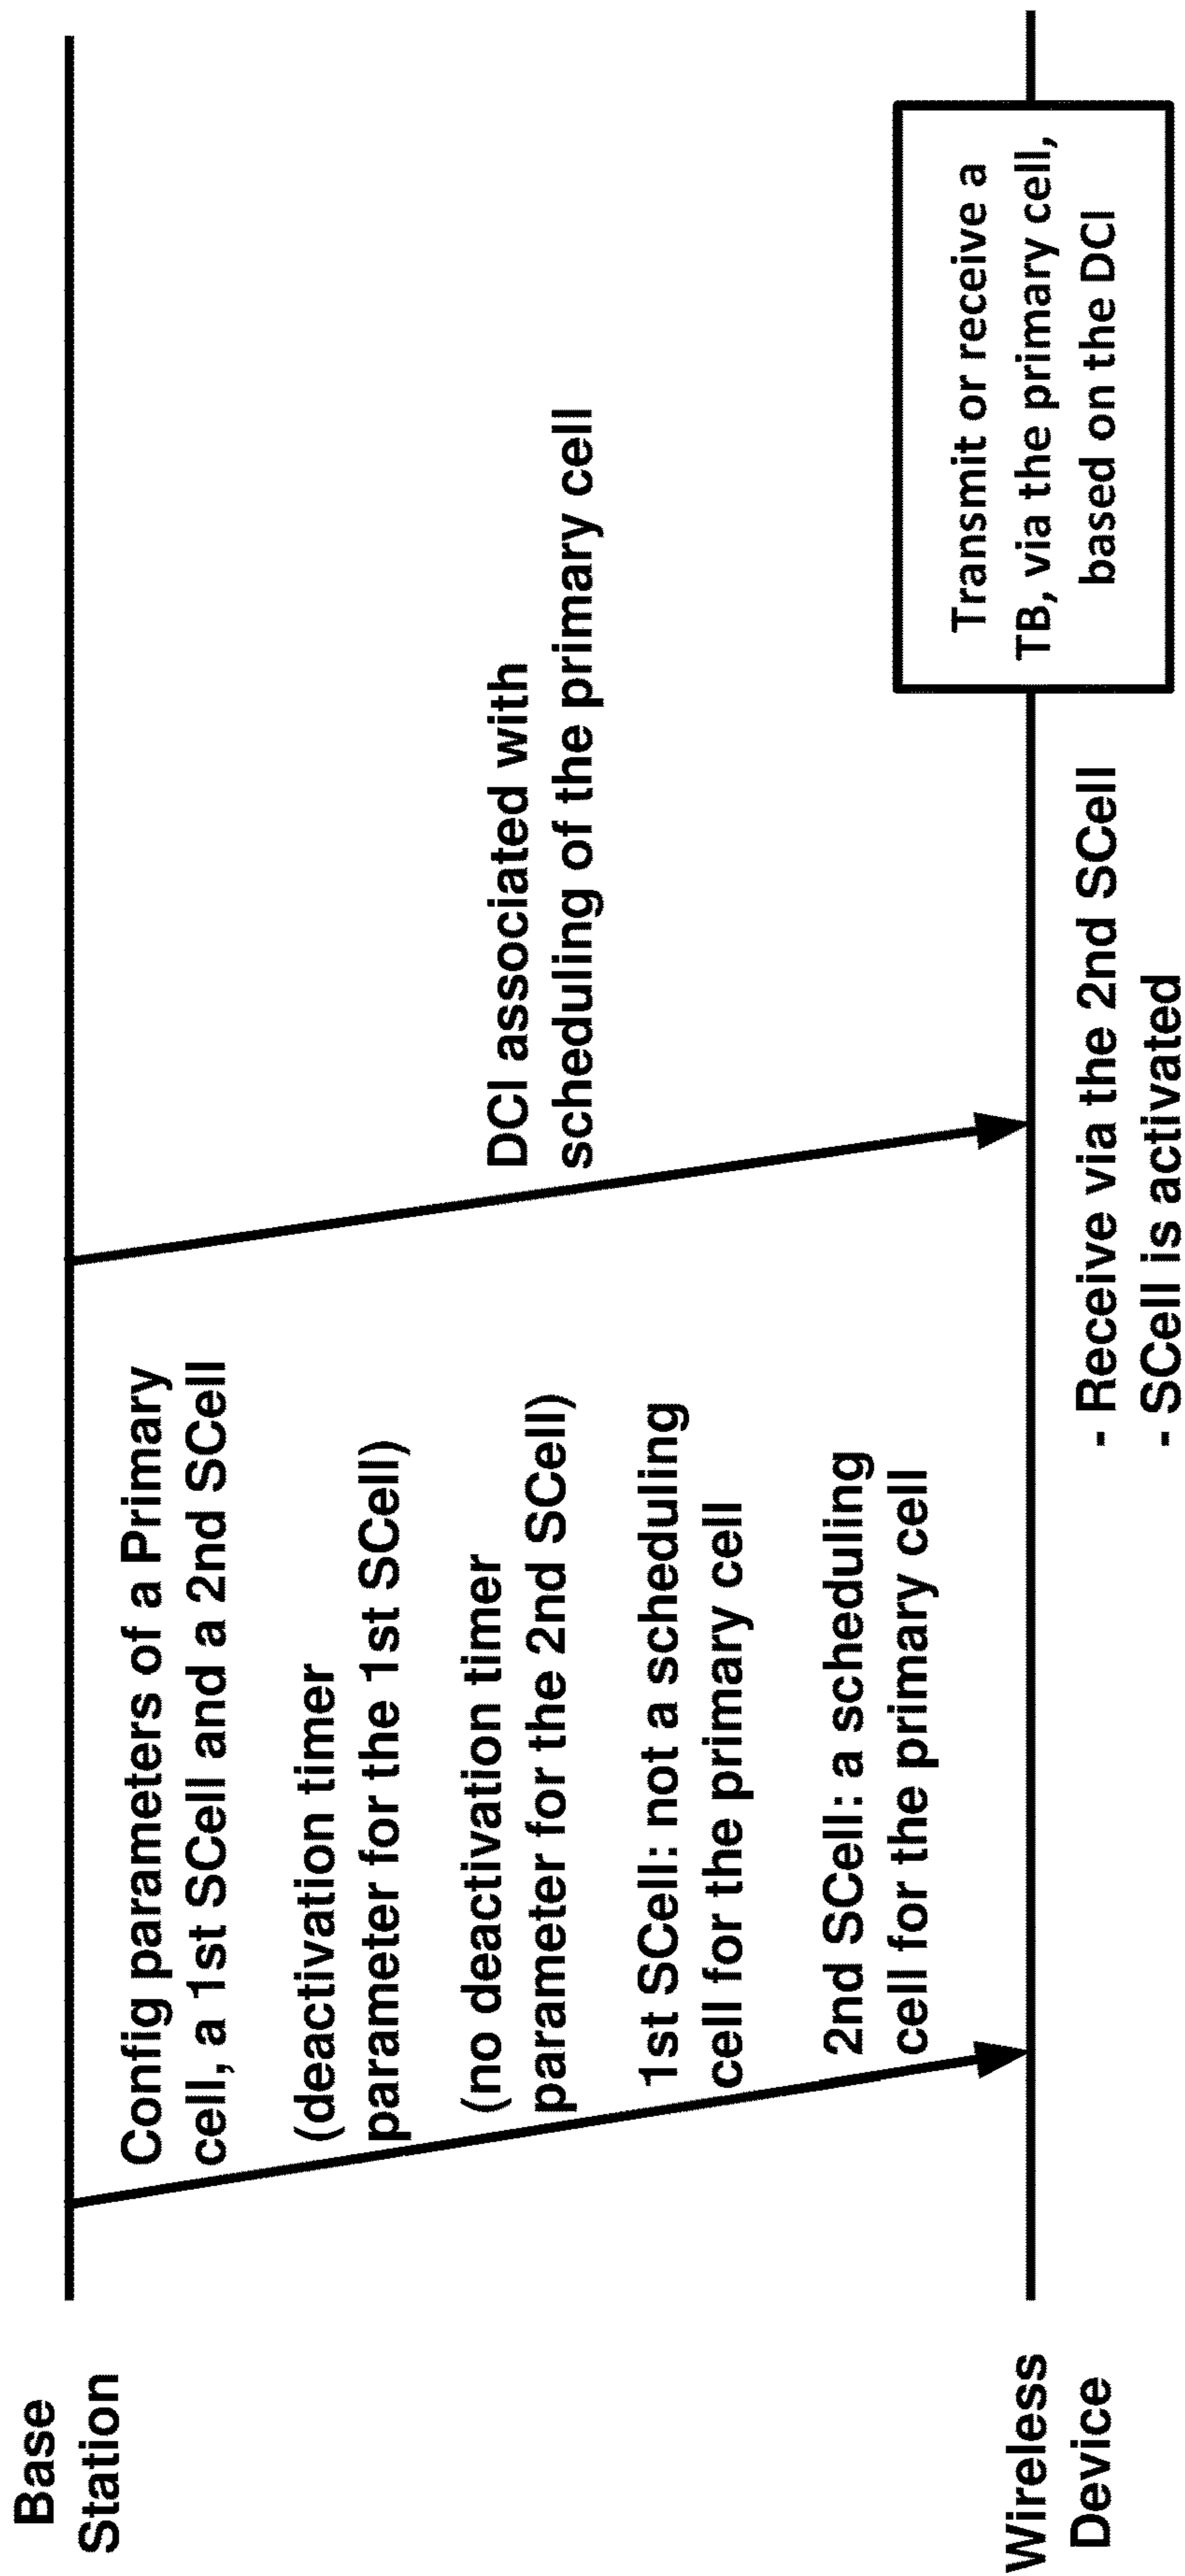 Base
Station
Config parameters of a Primary
cell, a 1st SCell and a 2nd SCell
(deactivation timer
parameter for the 1st SCell)
(no deactivation timer
parameter for the 2nd SCell)
1st SCell: not a scheduling
cell for the primary cell
2nd SCell: a scheduling
cell for the primary cell
DCI associated with
scheduling of the primary cell
Wireless
Device
- Receive via the 2nd SCell
- SCell is activated
Transmit or receive a
TB, via the primary cell,
based on the DCI